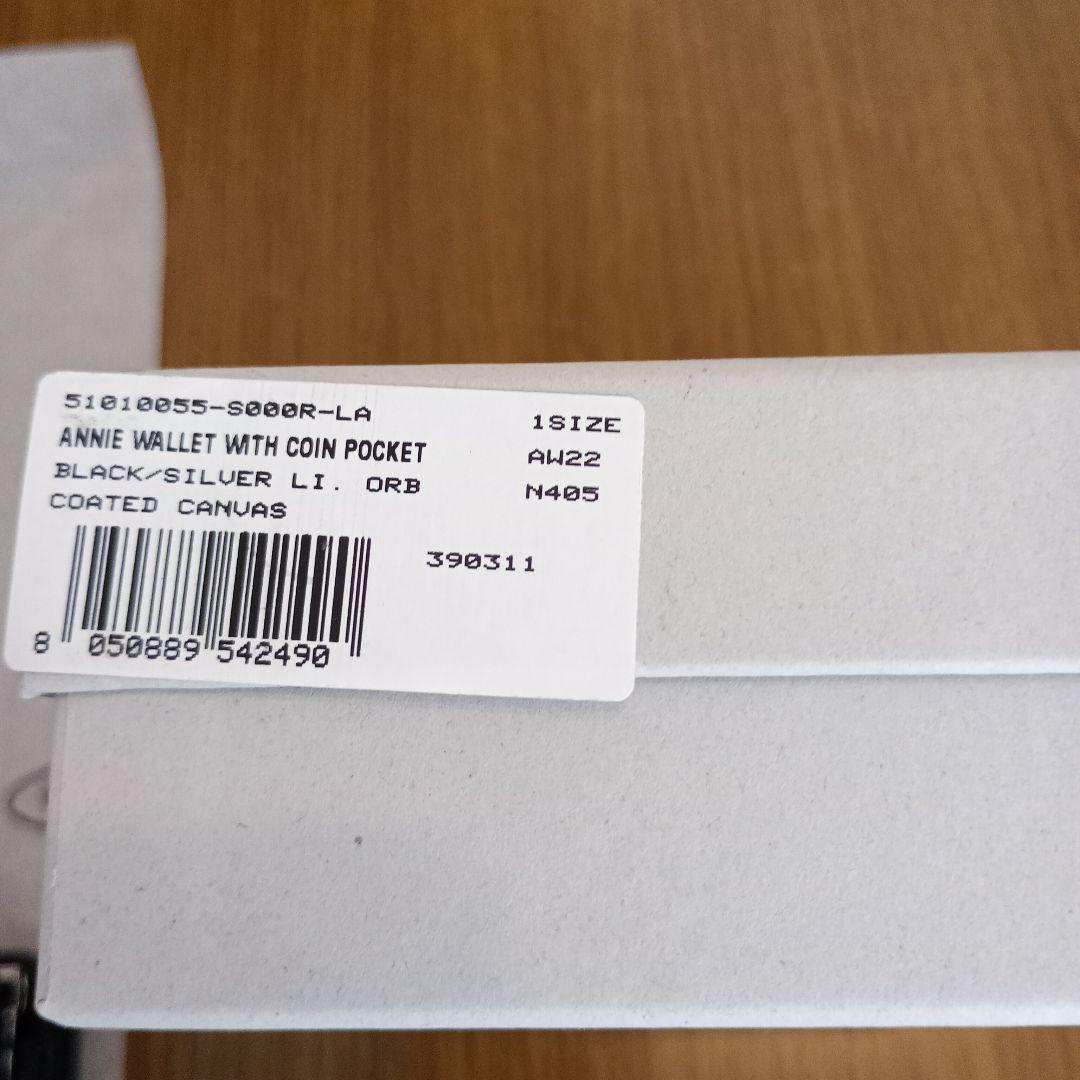 51010055-S000R-LA
1SIZE
ANNIE WALLET WITH COIN POCKET
AW22
BLACK/SILVER LI. ORB
N405
COATED CANVAS
390311
8 050889 542490